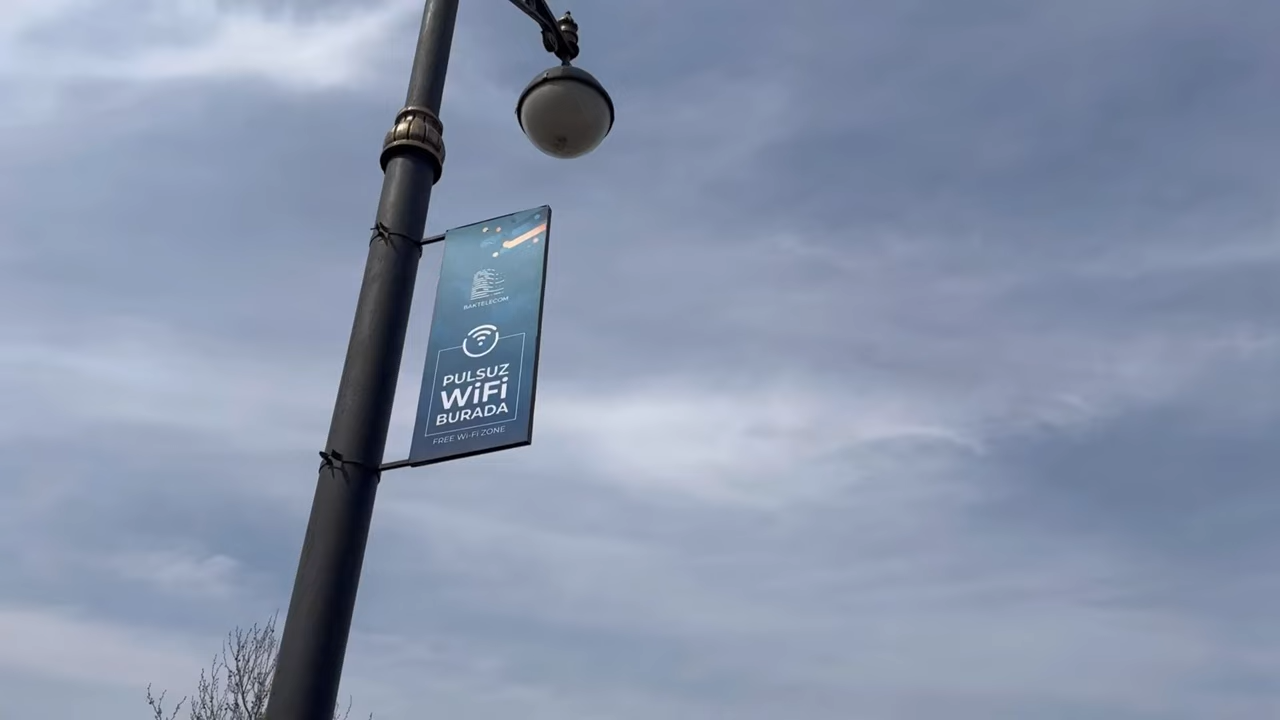 BAKTELECOM
PULSUZ
WiFi
BURADA
FREE Wi-Fi ZONE